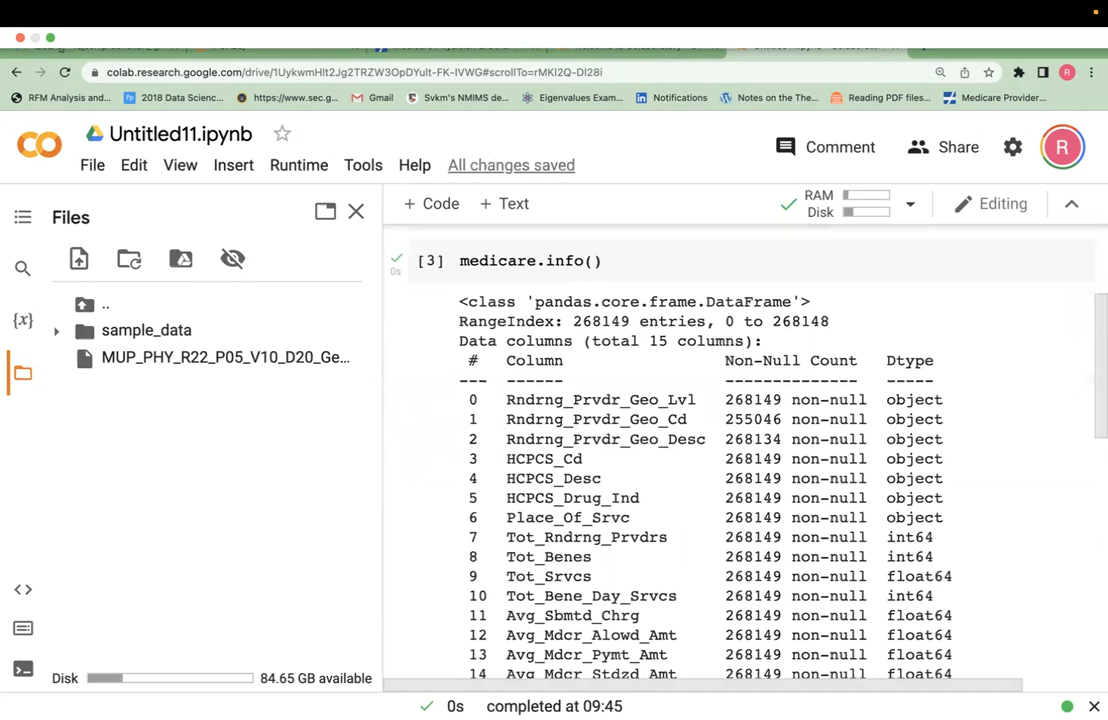 colab.research.google.com/drive/1UykwmHlt2Jg2TRZW3OpDYult-FK-IVWG#scrollTo=rMKI2Q-DI28i
RFM Analysis and... 2018 Data Scienc... https://www.sec.g... Gmail Svkm's NMIMS de... Eigenvalues Exam... Notifications Notes on the The... Reading PDF files... Medicare Provider...
Untitled11.ipynb
Comment Share R
File Edit View Insert Runtime Tools Help All changes saved
Files
+ Code + Text
RAM
Disk
Editing
..
sample_data
MUP_PHY_R22_P05_V10_D20_Ge...
{x}
Disk 84.65 GB available
[3] medicare.info()
0s
<class 'pandas.core.frame.DataFrame'>
RangeIndex: 268149 entries, 0 to 268148
Data columns (total 15 columns):
# Column Non-Null Count Dtype
--- ------ -------------- -----
0 Rndrng_Prvdr_Geo_Lvl 268149 non-null object
1 Rndrng_Prvdr_Geo_Cd 255046 non-null object
2 Rndrng_Prvdr_Geo_Desc 268134 non-null object
3 HCPCS_Cd 268149 non-null object
4 HCPCS_Desc 268149 non-null object
5 HCPCS_Drug_Ind 268149 non-null object
6 Place_Of_Srvc 268149 non-null object
7 Tot_Rndrng_Prvdrs 268149 non-null int64
8 Tot_Benes 268149 non-null int64
9 Tot_Srvcs 268149 non-null float64
10 Tot_Bene_Day_Srvcs 268149 non-null int64
11 Avg_Sbmtd_Chrg 268149 non-null float64
12 Avg_Mdcr_Alowd_Amt 268149 non-null float64
13 Avg_Mdcr_Pymt_Amt 268149 non-null float64
14 Avg_Mdcr_Stdzd_Amt 268149 non-null float64
0s completed at 09:45